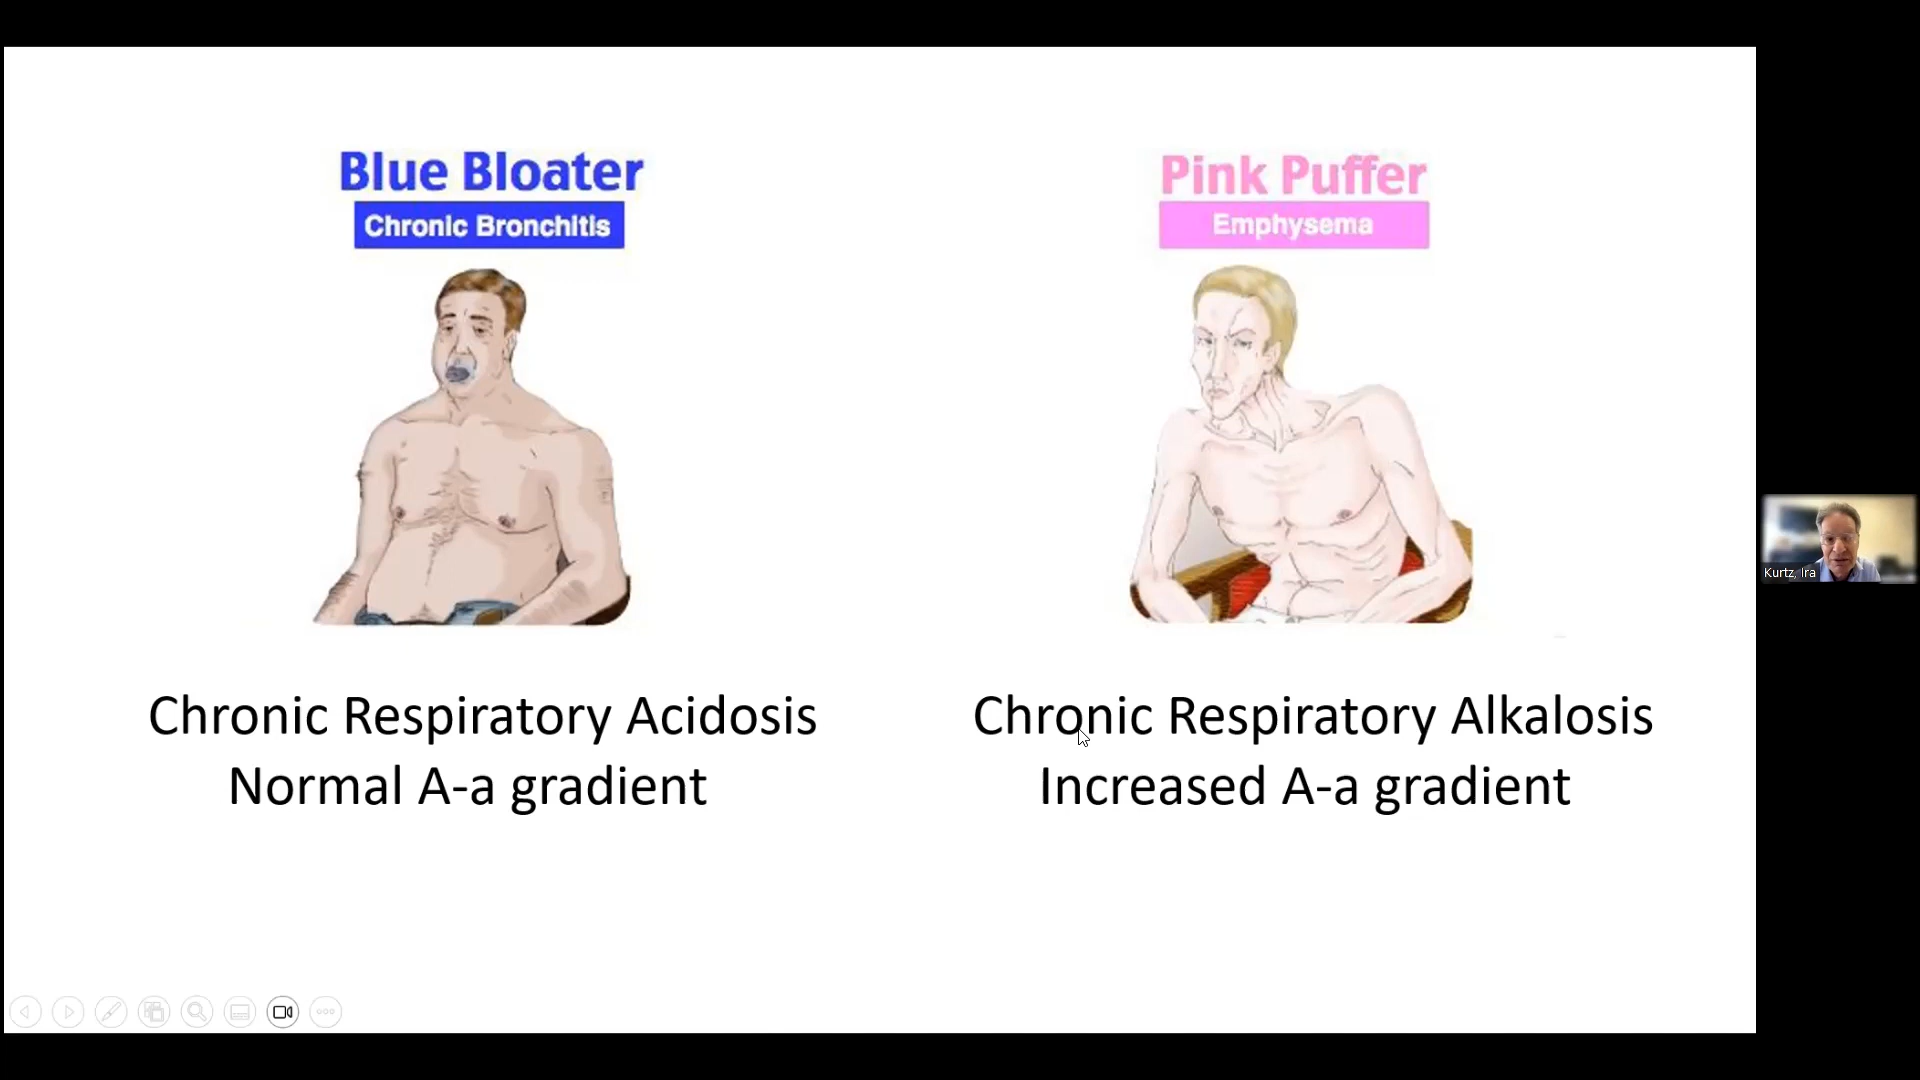 Blue Bloater
Chronic Bronchitis
Chronic Respiratory Acidosis
Normal A-a gradient
Pink Puffer
Emphysema
Chronic Respiratory Alkalosis
Increased A-a gradient
Kurtz, Ira